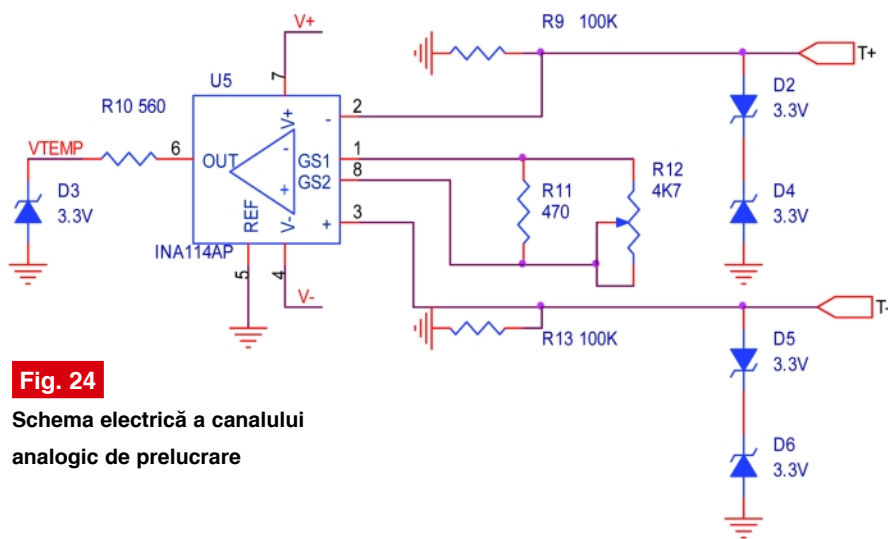 V+
R9 100K
T+
U5
7
D2
3.3V
R10 560
V+
-
2
VTEMP
6
OUT
-
GS1
1
GS2
8
R12
4K7
D3
3.3V
+
R11
470
D4
3.3V
REF
V-
+
3
INA114AP
5
4
V-
T-
R13 100K
D5
3.3V
Fig. 24
Schema electrică a canalului
analogic de prelucrare
D6
3.3V